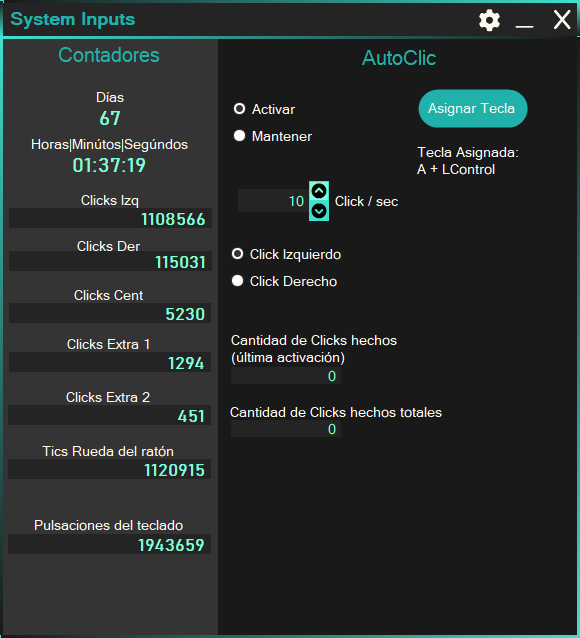 System Inputs
Contadores
Días
67
Horas|Minútos|Segúndos
01:37:19
Clicks Izq
1108566
Clicks Der
115031
Clicks Cent
5230
Clicks Extra 1
1294
Clicks Extra 2
451
Tics Rueda del ratón
1120915
Pulsaciones del teclado
1943659
AutoClic
Activar
Mantener
Asignar Tecla
Tecla Asignada:
A + LControl
10 Click / sec
Click Izquierdo
Click Derecho
Cantidad de Clicks hechos
(última activación)
0
Cantidad de Clicks hechos totales
0